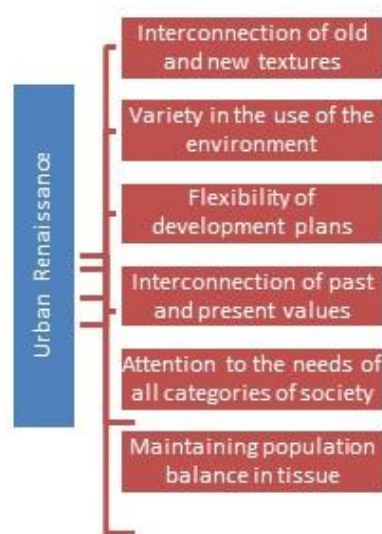 Urban Renaissance
Interconnection of old
and new textures
Variety in the use of the
environment
Flexibility of
development plans
Interconnection of past
and present values
Attention to the needs of
all categories of society
Maintaining population
balance in tissue